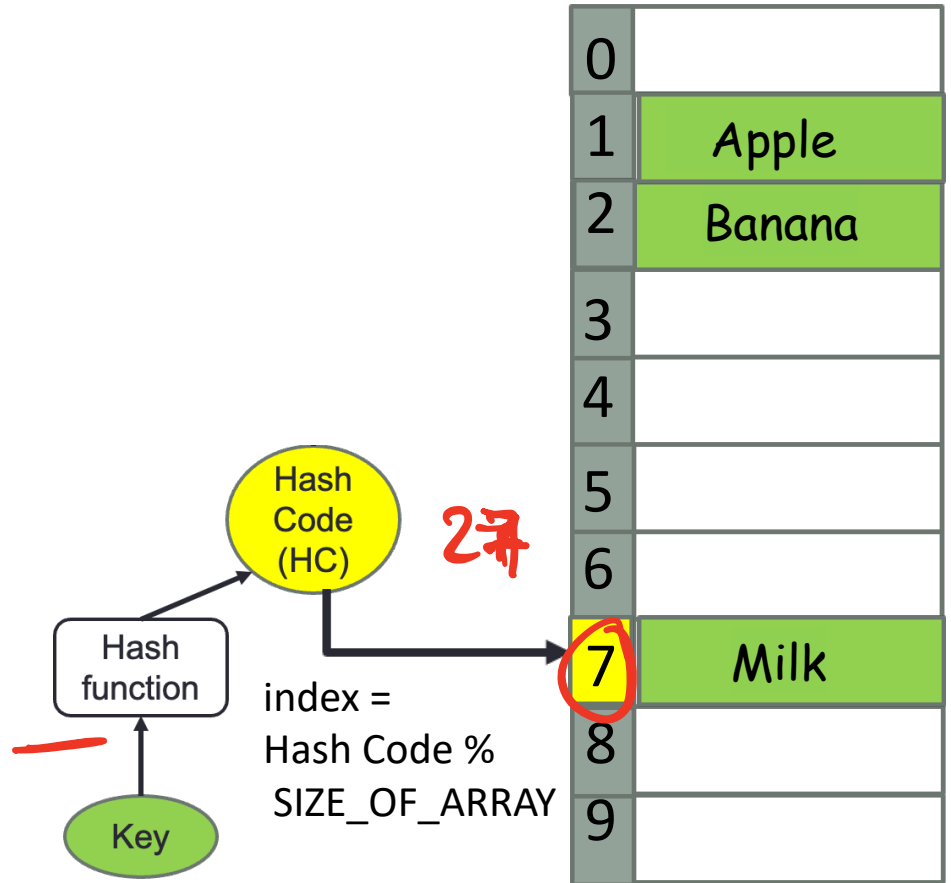 0
1 Apple
2 Banana
3
4
5
6
7 Milk
8
9
Hash
Code
(HC)
27
Hash
function
Key
index =
Hash Code %
SIZE_OF_ARRAY